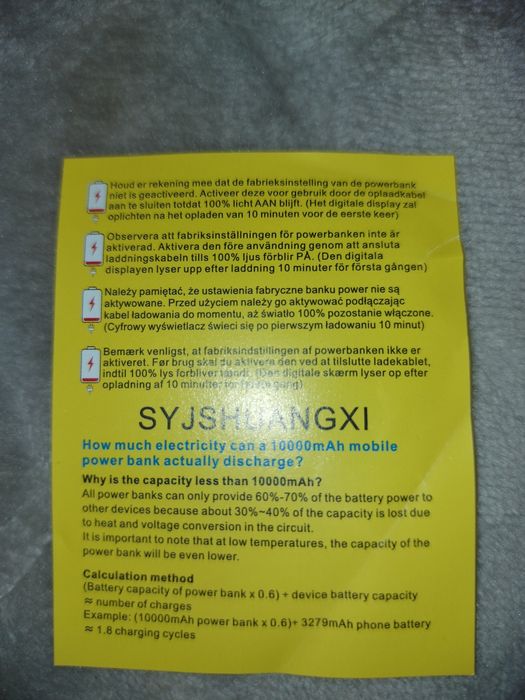 Houd er rekening mee dat de fabrieksinstelling van de powerbank
niet is geactiveerd. Activeer deze voor gebruik door de oplaadkabel
aan te sluiten totdat 100% licht AAN blijft. (Het digitale display zal
oplichten na het opladen van 10 minuten voor de eerste keer)
Observera att fabriksinställningen för powerbanken inte är
aktiverad. Aktivera den före användning genom att ansluta
laddningskabeln tills 100% ljus förblir PÅ. (Den digitala
displayen lyser upp efter laddning 10 minuter för första gången)
Należy pamiętać, że ustawienia fabryczne banku power nie są
aktywowane. Przed użyciem należy go aktywować podłączając
kabel ładowania do momentu, aż światło 100% pozostanie włączone.
(Cyfrowy wyświetlacz świeci się po pierwszym ładowaniu 10 minut)
Bemærk venligst, at fabriksindstillingen af powerbanken ikke er
aktiveret. Før brug skal du aktivere den ved at tilslutte ladekablet,
indtil 100% lys forbliver tændt. (Den digitale skærm lyser op efter
opladning af 10 minutter for første gang)
SYJSHUANGXI
How much electricity can a 10000mAh mobile
power bank actually discharge?
Why is the capacity less than 10000mAh?
All power banks can only provide 60%-70% of the battery power to
other devices because about 30%~40% of the capacity is lost due
to heat and voltage conversion in the circuit.
It is important to note that at low temperatures, the capacity of the
power bank will be even lower.
Calculation method
(Battery capacity of power bank x 0.6) ÷ device battery capacity
≈ number of charges
Example: (10000mAh power bank x 0.6)÷ 3279mAh phone battery
≈ 1.8 charging cycles